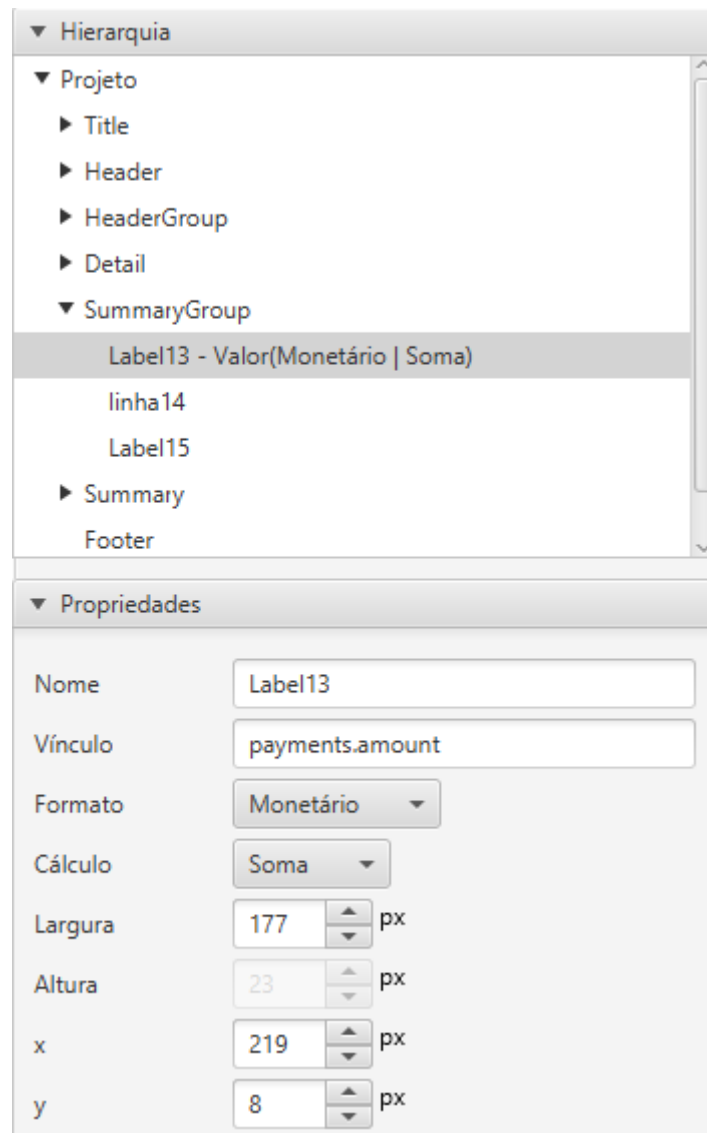 Hierarquia
Projeto
Title
Header
HeaderGroup
Detail
SummaryGroup
Label13 - Valor(Monetário | Soma)
linha14
Label15
Summary
Footer
Propriedades
Nome Label13
Vínculo payments.amount
Formato Monetário
Cálculo Soma
Largura 177 px
Altura 23 px
x 219 px
y 8 px